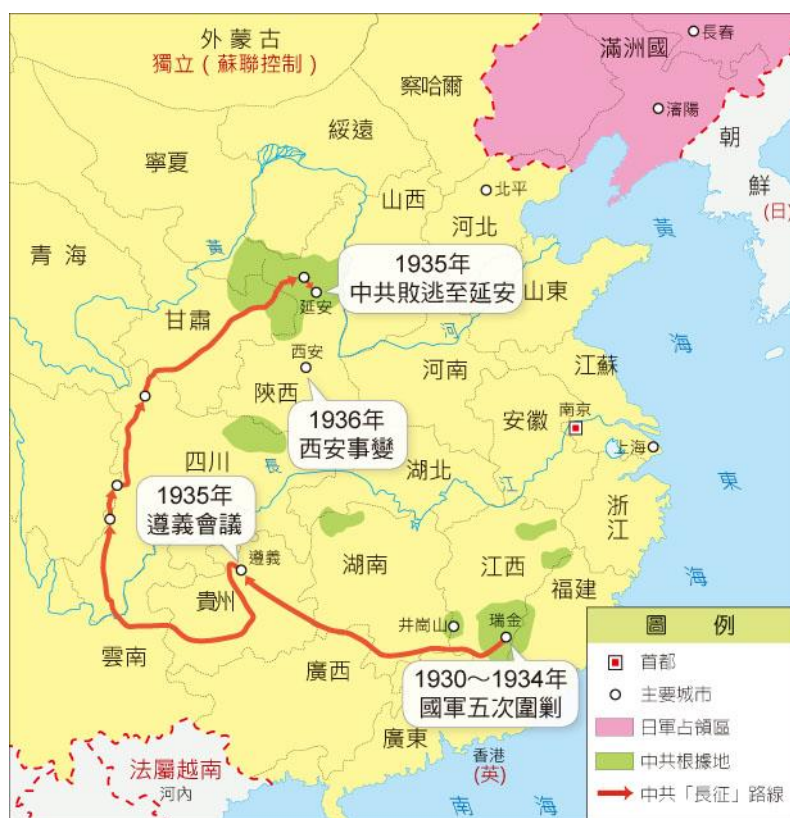 外蒙古
獨立（蘇聯控制）
滿洲國
長春
瀋陽
察哈爾
綏遠
寧夏
朝
鮮
(日)
山西
北平
河北
黃
青海
黃
1935年
中共敗逃至延安
延安
山東
河
甘肅
海
西安
陝西
河南
江蘇
1936年
西安事變
安徽
南京
上海
四川
長
湖北
江
東
1935年
遵義會議
浙江
遵義
湖南
江西
海
貴州
福建
井崗山
瑞金
雲南
廣西
1930～1934年
國軍五次圍剿
廣東
法屬越南
河內
香港
(英)
南海
圖例
首都
主要城市
日軍占領區
中共根據地
中共「長征」路線